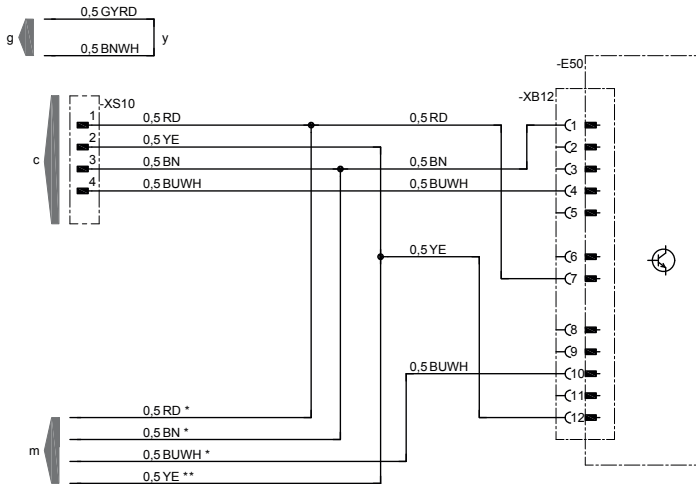 0,5 GYRD
g
y
0,5 BNWH
-E50
-XB12
-XS10
1
0,5 RD
0,5 RD
1
2
0,5 YE
2
c
3
0,5 BN
0,5 BN
3
4
0,5 BUWH
0,5 BUWH
4
5
0,5 YE
6
7
8
9
0,5 BUWH
10
11
0,5 RD *
12
0,5 BN *
m
0,5 BUWH *
0,5 YE **